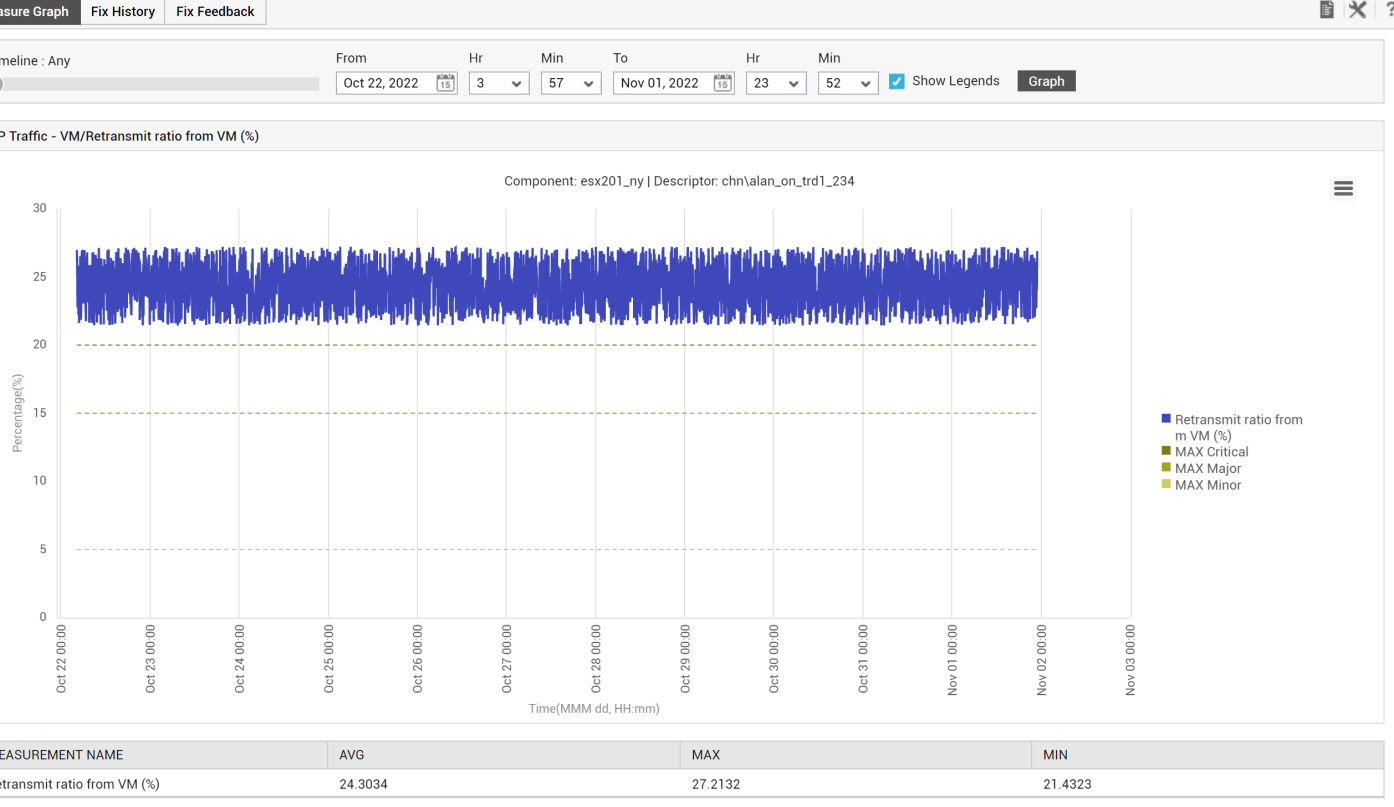 asure Graph Fix History Fix Feedback
meline : Any
From Hr Min To Hr Min
Oct 22, 2022 15 3 57 Nov 01, 2022 15 23 52 Show Legends Graph
P Traffic - VM/Retransmit ratio from VM (%)
Component: esx201_ny | Descriptor: chn\alan_on_trd1_234
30
25
20
15
10
5
0
Percentage(%)
Retransmit ratio from
m VM (%)
MAX Critical
MAX Major
MAX Minor
Oct 22 00:00
Oct 23 00:00
Oct 24 00:00
Oct 25 00:00
Oct 26 00:00
Oct 27 00:00
Oct 28 00:00
Oct 29 00:00
Oct 30 00:00
Oct 31 00:00
Nov 01 00:00
Nov 02 00:00
Nov 03 00:00
Time(MMM dd, HH:mm)
EASUREMENT NAME AVG MAX MIN
etransmit ratio from VM (%) 24.3034 27.2132 21.4323